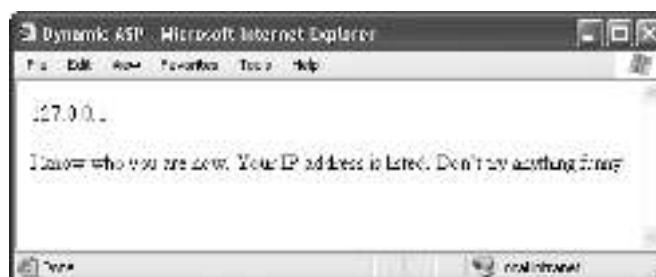 Dynamic ASP - Microsoft Internet Explorer
File Edit View Favorites Tools Help
127.0.0.1
I know who you are now. Your IP address is listed. Don't try anything funny
Done
Local intranet